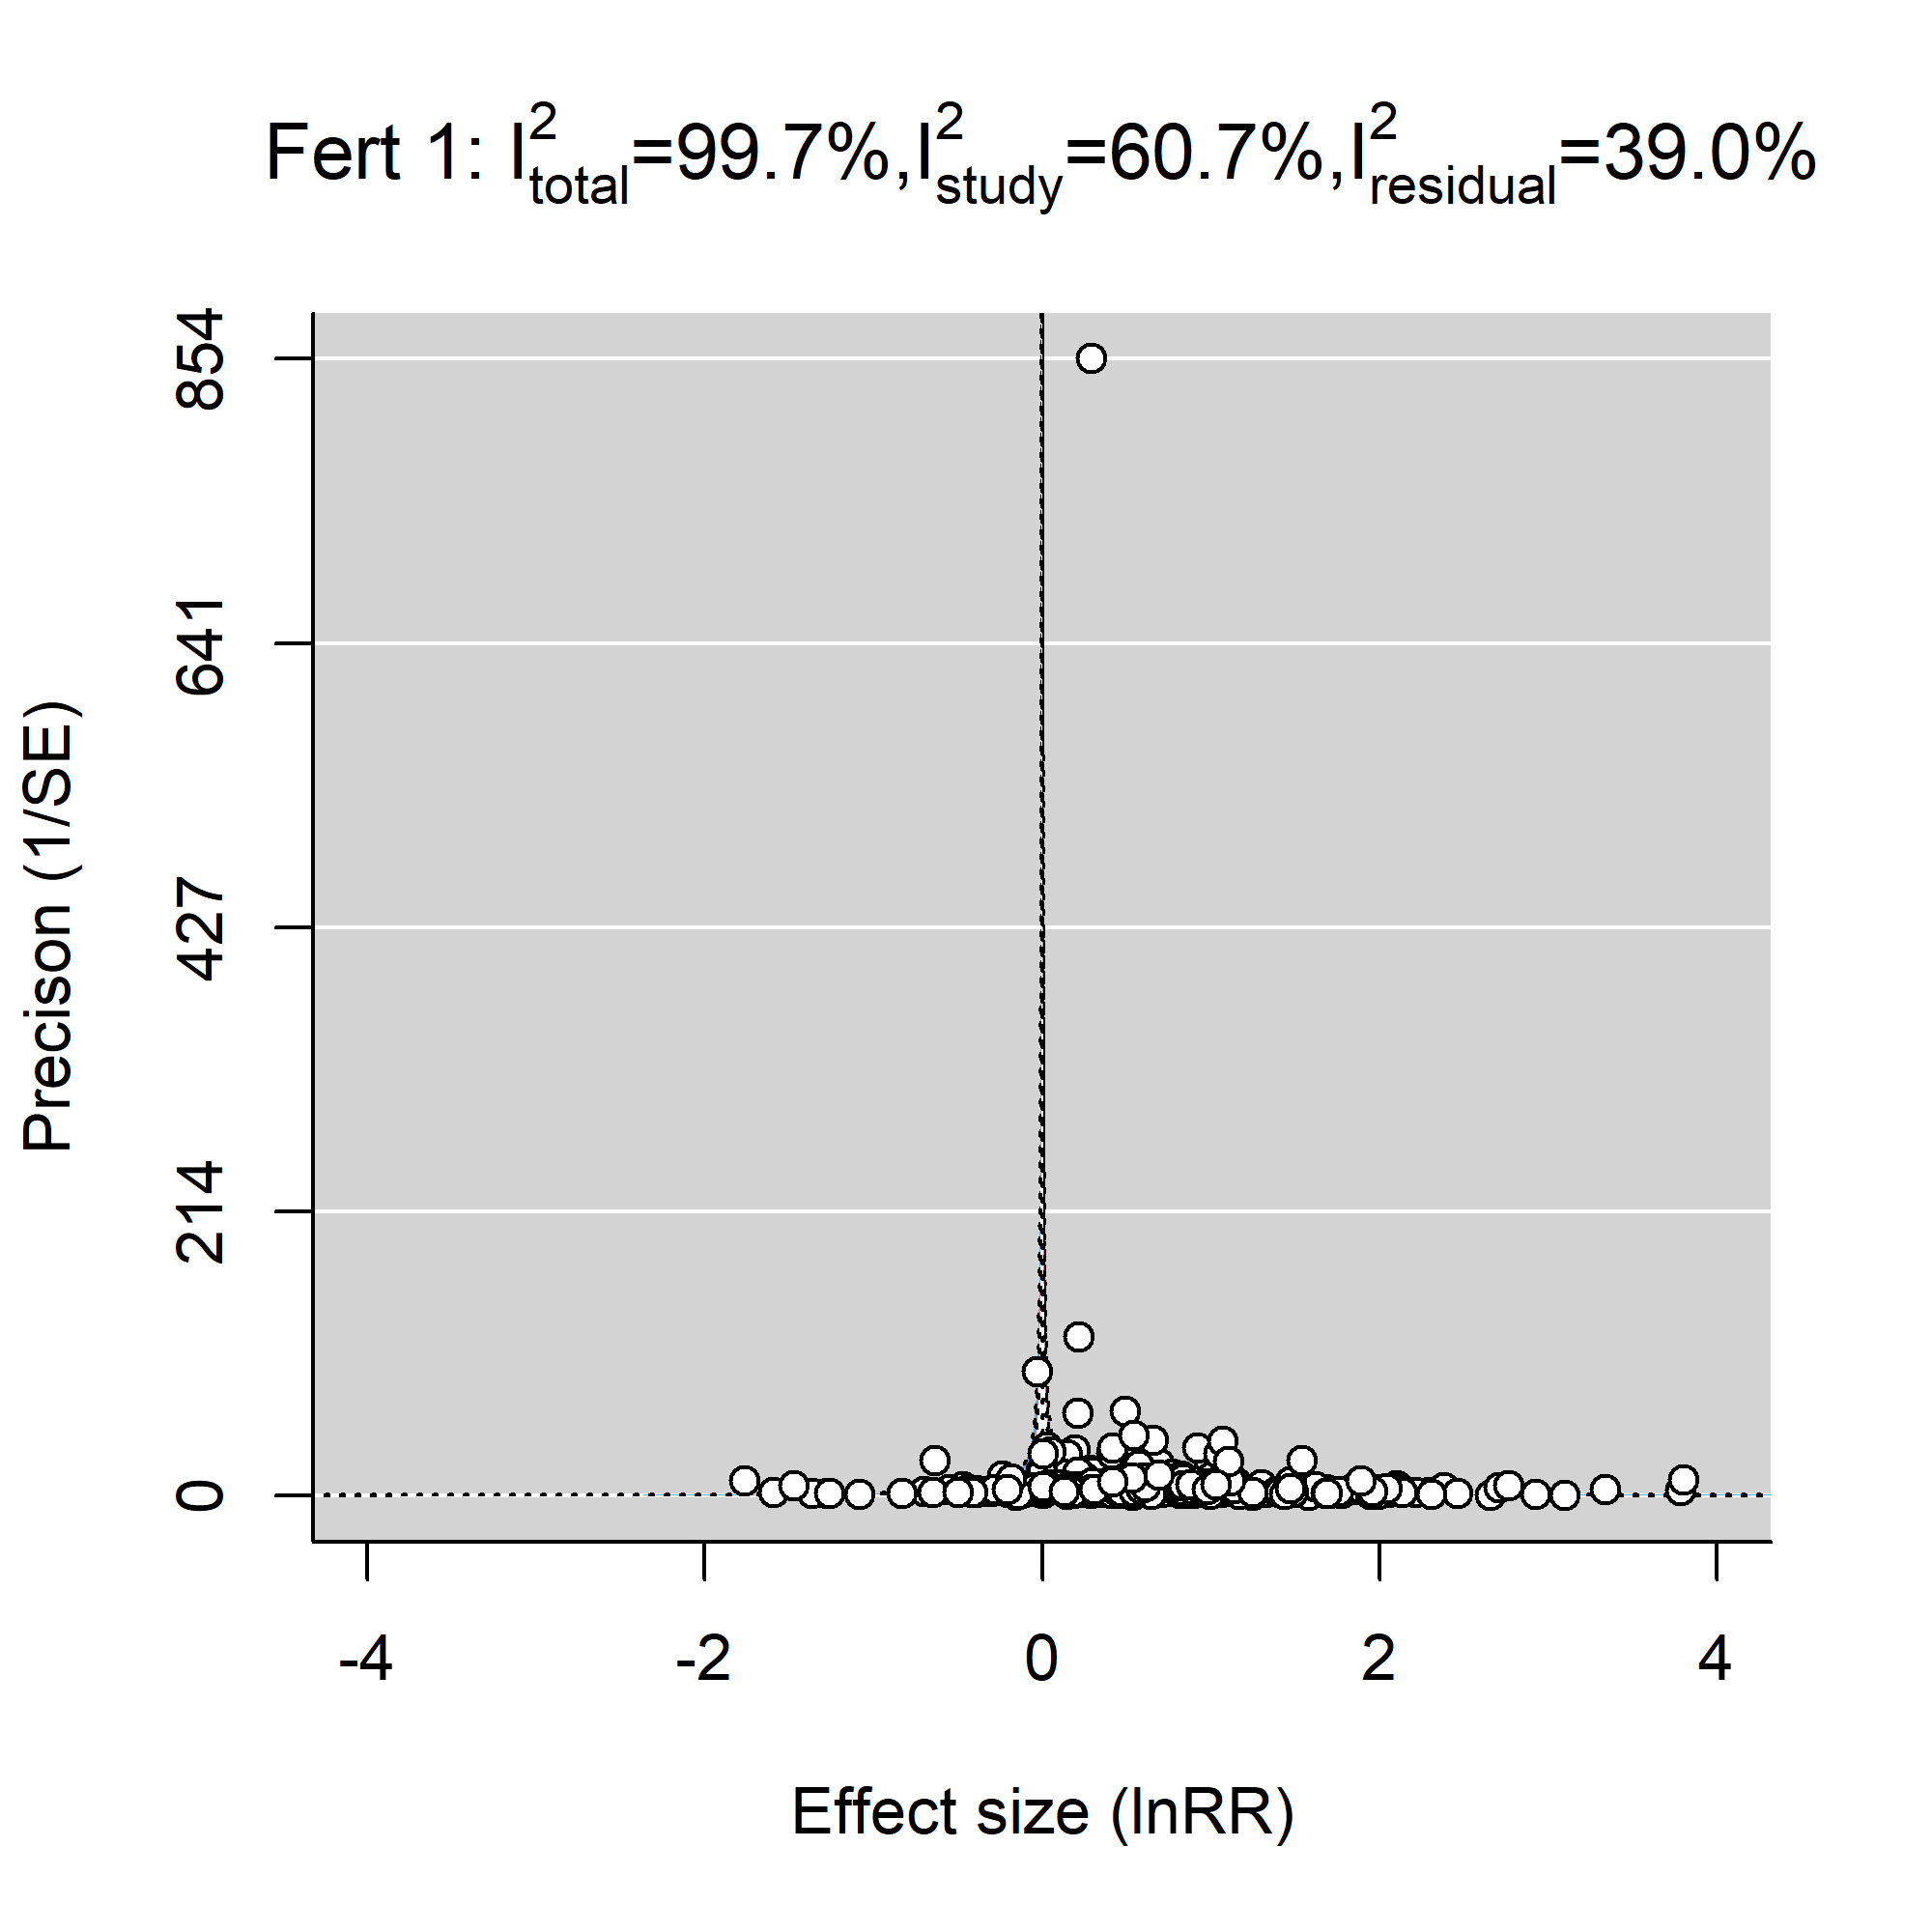 Fert 1: I²total=99.7%,I²study=60.7%,I²residual=39.0%
854
641
427
214
0
Precison (1/SE)
-4 -2 0 2 4
Effect size (lnRR)